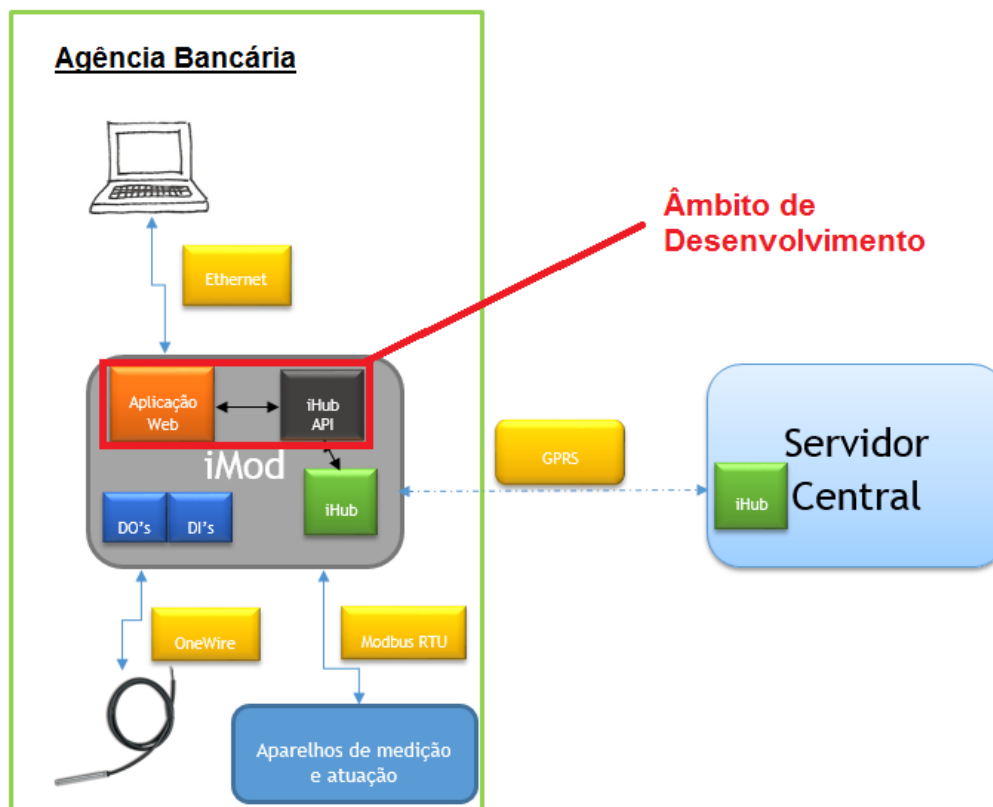 Agência Bancária
Ethernet
Âmbito de
Desenvolvimento
Aplicação
Web
iHub
API
iMod
iHub
DO's
DI's
GPRS
Servidor
Central
iHub
OneWire
Modbus RTU
Aparelhos de medição
e atuação